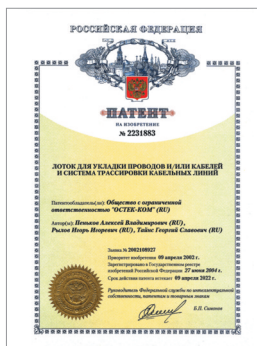 РОССИЙСКАЯ ФЕДЕРАЦИЯ
ПАТЕНТ
НА ИЗОБРЕТЕНИЕ
№ 2231883
ЛОТОК ДЛЯ УКЛАДКИ ПРОВОДОВ И/ИЛИ КАБЕЛЕЙ
И СИСТЕМА ТРАССИРОВКИ КАБЕЛЬНЫХ ЛИНИЙ
Патентообладатель(ли): Общество с ограниченной
ответственностью "ОСТЕК-КОМ" (RU)
Автор(ы): Пеньков Алексей Владимирович (RU),
Рылов Игорь Игоревич (RU), Тайнс Георгий Славович (RU)
Заявка № 2002108927
Приоритет изобретения 09 апреля 2002 г.
Зарегистрировано в Государственном реестре
изобретений Российской Федерации 27 июня 2004 г.
Срок действия патента истекает 09 апреля 2022 г.
Руководитель Федеральной службы по интеллектуальной
собственности, патентам и товарным знакам
Б.П. Симонов